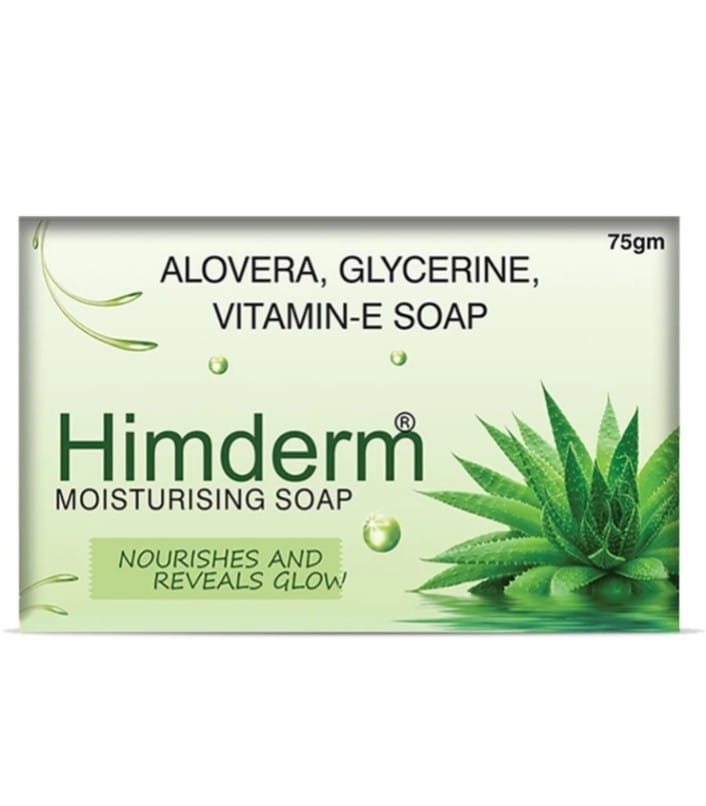 75gm
ALOVERA, GLYCERINE,
VITAMIN-E SOAP
Himderm®
MOISTURISING SOAP
NOURISHES AND
REVEALS GLOW